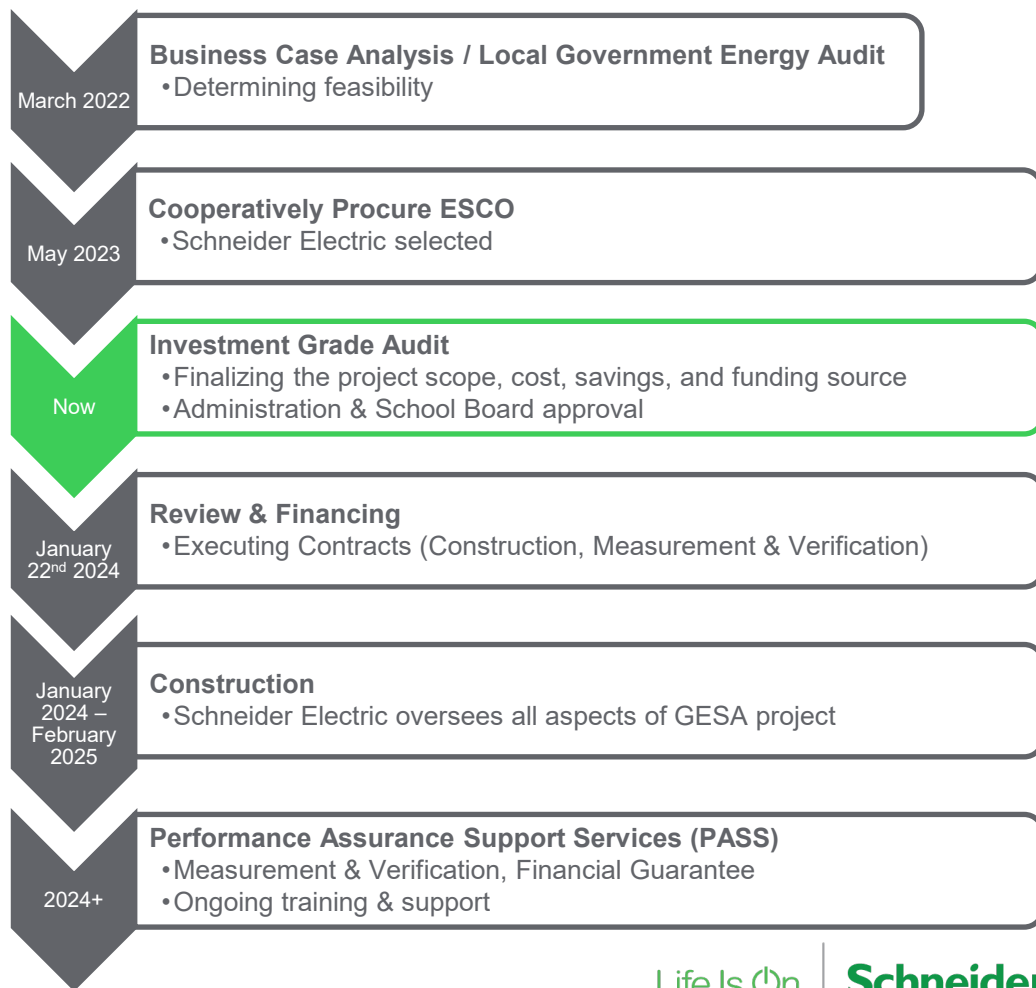 Business Case Analysis / Local Government Energy Audit
•Determining feasibility
March 2022
Cooperatively Procure ESCO
•Schneider Electric selected
May 2023
Investment Grade Audit
•Finalizing the project scope, cost, savings, and funding source
•Administration & School Board approval
Now
Review & Financing
•Executing Contracts (Construction, Measurement & Verification)
January
22nd 2024
Construction
•Schneider Electric oversees all aspects of GESA project
January
2024 –
February
2025
Performance Assurance Support Services (PASS)
•Measurement & Verification, Financial Guarantee
•Ongoing training & support
2024+
Life Is On
Schneider